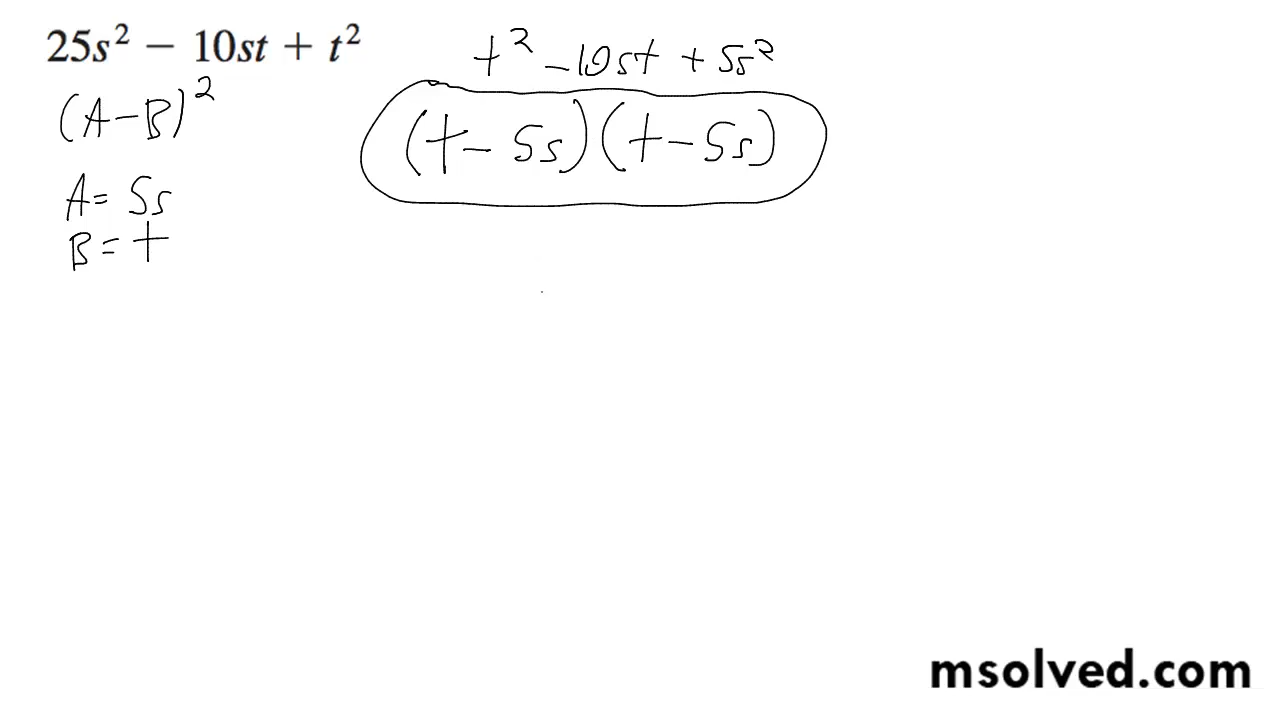 25s² − 10st + t²
(A − B)²
A = 5s
B = t
t² − 10st + 5s²
(t − 5s)(t − 5s)
msolved.com